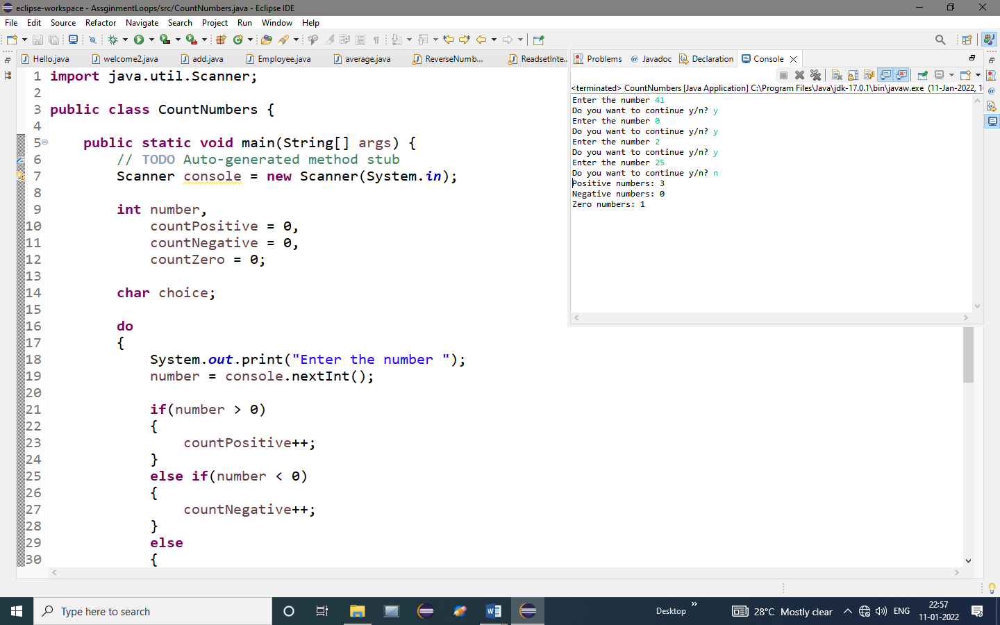 eclipse-workspace - AssginmentLoops/src/CountNumbers.java - Eclipse IDE
File Edit Source Refactor Navigate Search Project Run Window Help
Hello.java welcome2.java add.java Employee.java average.java ReverseNumb... ReadsetInte...
1 import java.util.Scanner;
2
3 public class CountNumbers {
4
5 public static void main(String[] args) {
6 // TODO Auto-generated method stub
7 Scanner console = new Scanner(System.in);
8
9 int number,
10 countPositive = 0,
11 countNegative = 0,
12 countZero = 0;
13
14 char choice;
15
16 do
17 {
18 System.out.print("Enter the number ");
19 number = console.nextInt();
20
21 if(number > 0)
22 {
23 countPositive++;
24 }
25 else if(number < 0)
26 {
27 countNegative++;
28 }
29 else
30 {
Problems @ Javadoc Declaration Console
<terminated> CountNumbers [Java Application] C:\Program Files\Java\jdk-17.0.1\bin\javaw.exe (11-Jan-2022,
Enter the number 41
Do you want to continue y/n? y
Enter the number 0
Do you want to continue y/n? y
Enter the number 2
Do you want to continue y/n? y
Enter the number 25
Do you want to continue y/n? n
Positive numbers: 3
Negative numbers: 0
Zero numbers: 1
Type here to search
Desktop
28°C Mostly clear
ENG
22:57
11-01-2022